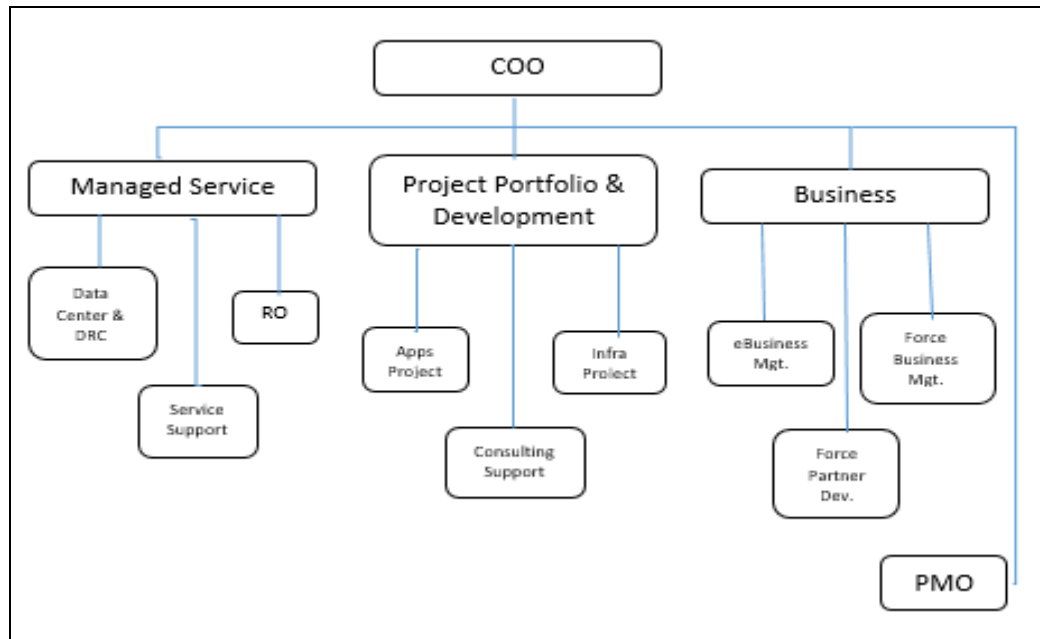 COO
Managed Service
Project Portfolio &
Development
Business
Data
Center &
DRC
RO
Service
Support
Apps
Project
Infra
Project
Consulting
Support
eBusiness
Mgt.
Force
Business
Mgt.
Force
Partner
Dev.
PMO